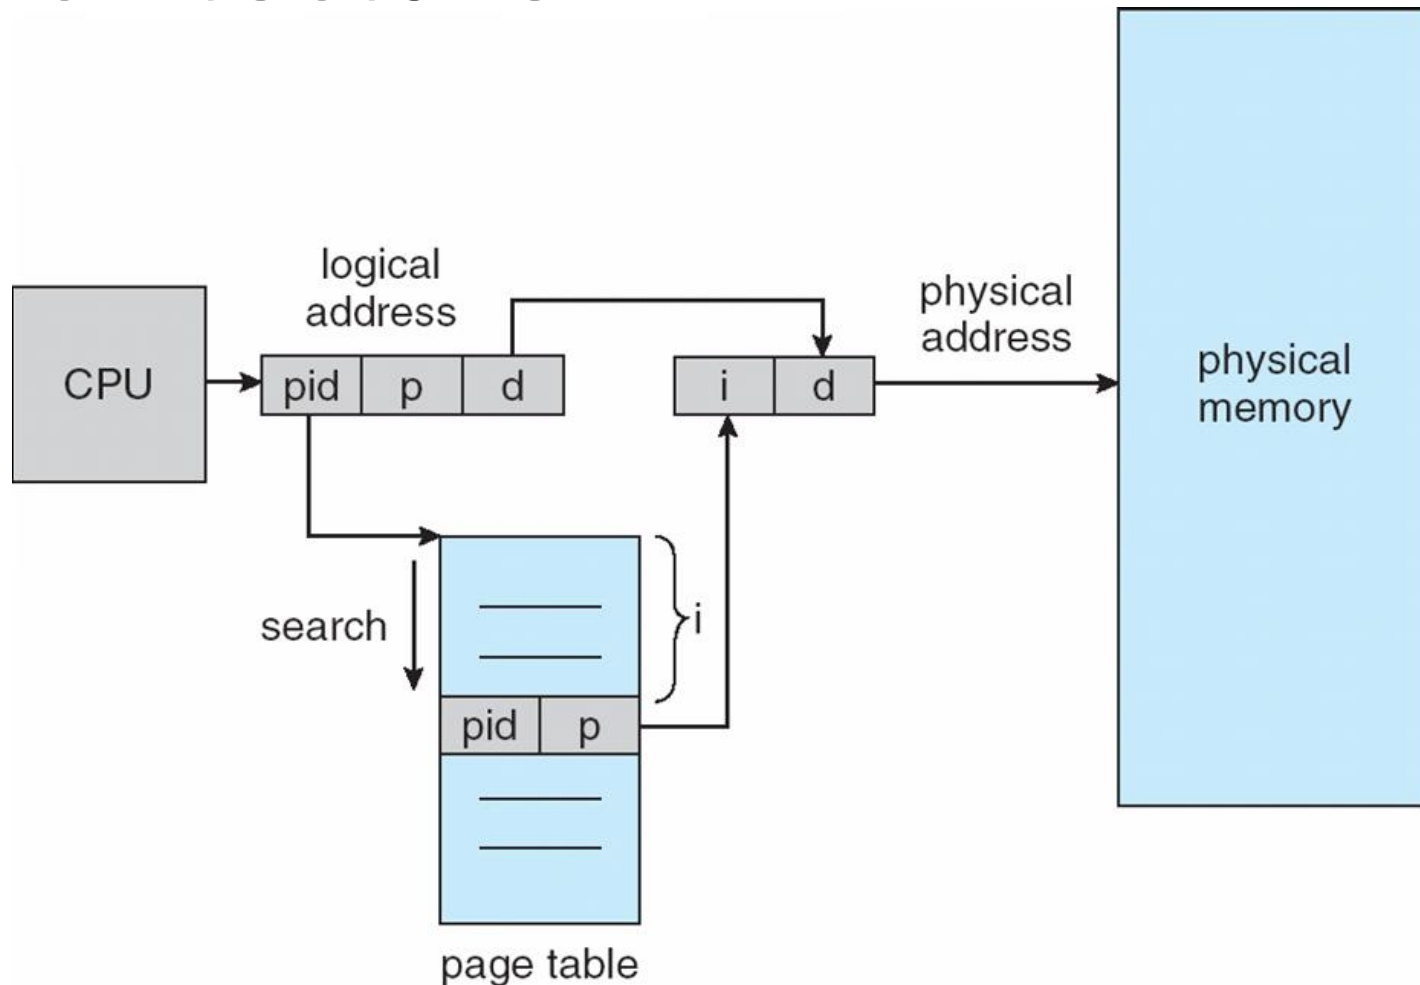 logical
address
physical
address
CPU
pid
p
d
i
d
physical
memory
search
i
pid
p
page table